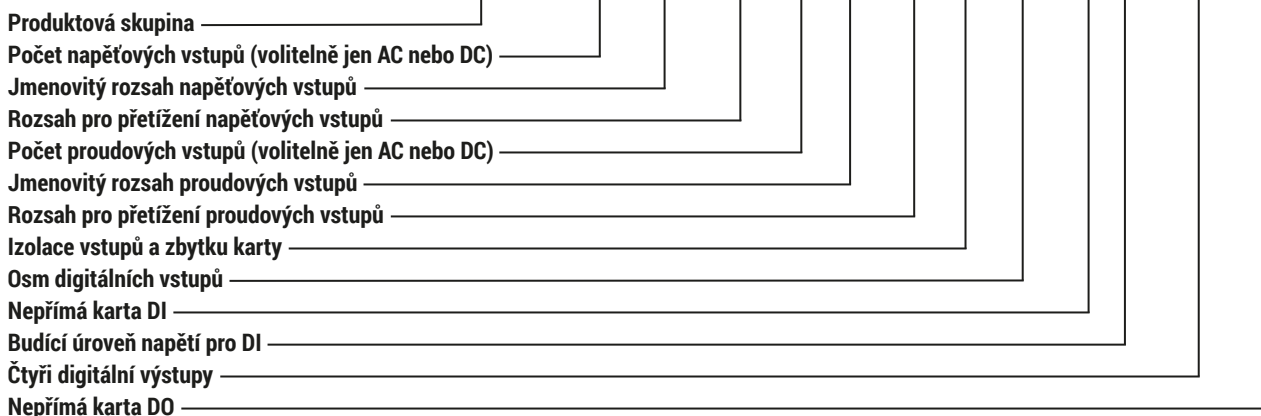 Produktová skupina
Počet napěťových vstupů (volitelně jen AC nebo DC)
Jmenovitý rozsah napěťových vstupů
Rozsah pro přetížení napěťových vstupů
Počet proudových vstupů (volitelně jen AC nebo DC)
Jmenovitý rozsah proudových vstupů
Rozsah pro přetížení proudových vstupů
Izolace vstupů a zbytku karty
Osm digitálních vstupů
Nepřímá karta DI
Budící úroveň napětí pro DI
Čtyři digitální výstupy
Nepřímá karta DO